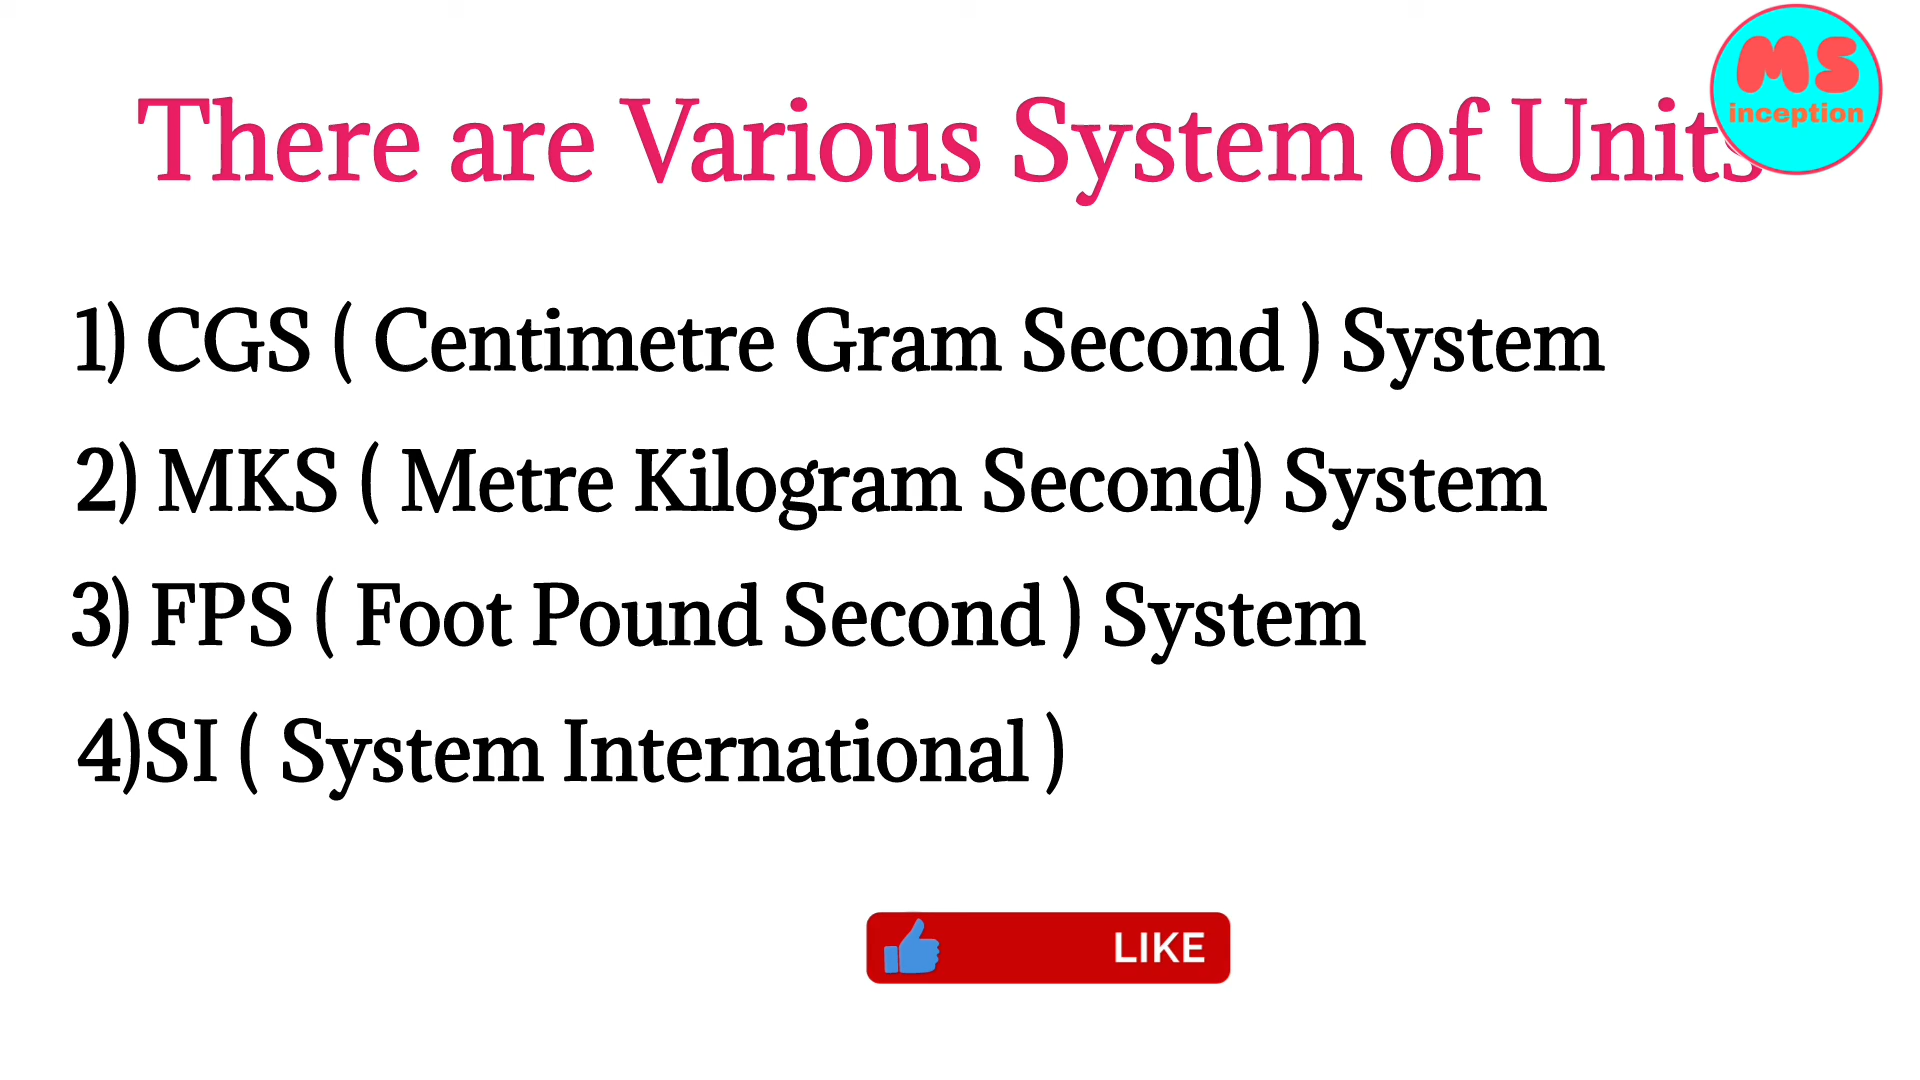 There are Various System of Units
MS
inception
1) CGS ( Centimetre Gram Second ) System
2) MKS ( Metre Kilogram Second) System
3) FPS ( Foot Pound Second ) System
4)SI ( System International )
LIKE